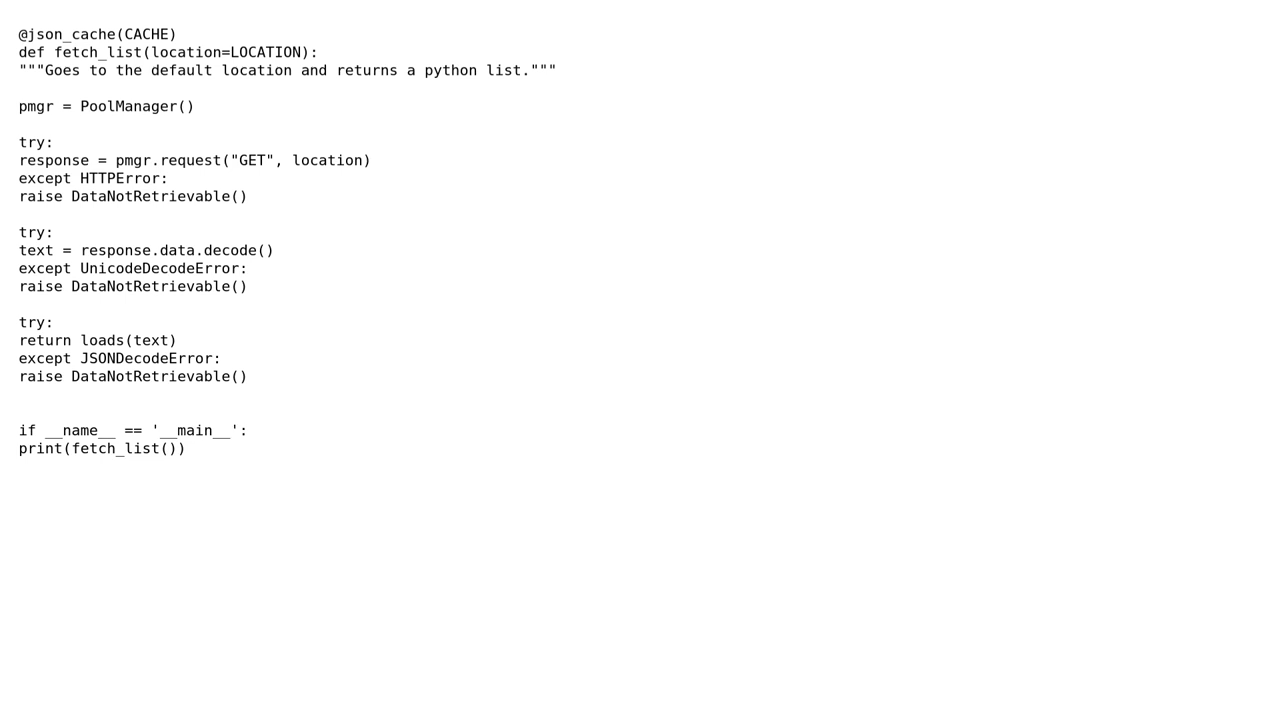 @json_cache(CACHE)
def fetch_list(location=LOCATION):
"""Goes to the default location and returns a python list."""

pmgr = PoolManager()

try:
response = pmgr.request("GET", location)
except HTTPError:
raise DataNotRetrievable()

try:
text = response.data.decode()
except UnicodeDecodeError:
raise DataNotRetrievable()

try:
return loads(text)
except JSONDecodeError:
raise DataNotRetrievable()


if __name__ == '__main__':
print(fetch_list())